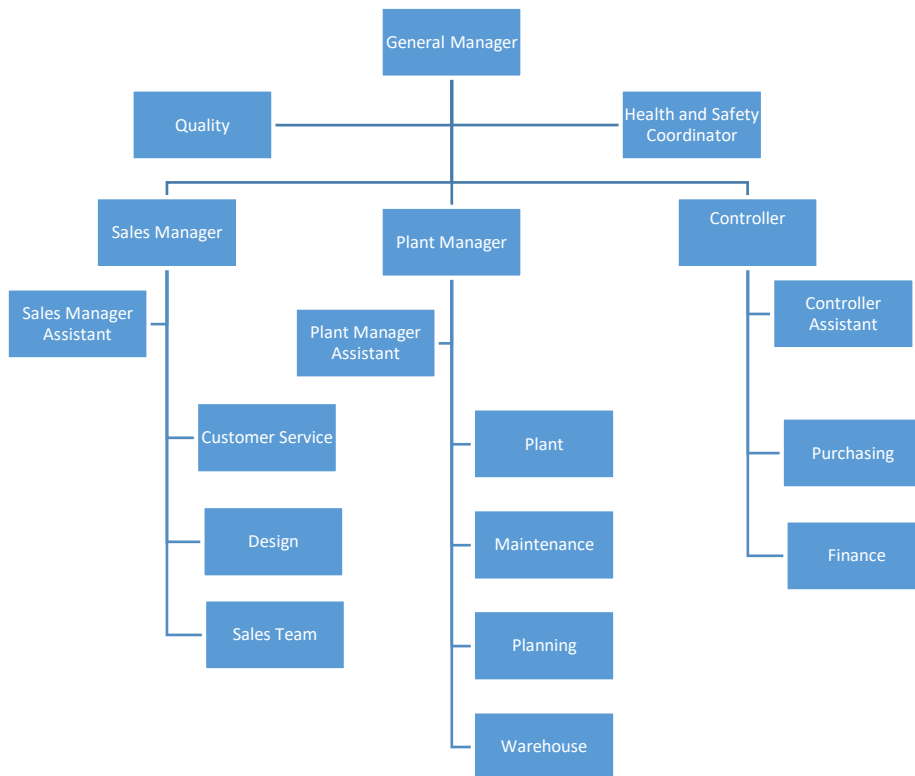 General Manager
Quality
Health and Safety
Coordinator
Sales Manager
Plant Manager
Controller
Sales Manager
Assistant
Plant Manager
Assistant
Controller
Assistant
Customer Service
Design
Sales Team
Plant
Maintenance
Planning
Warehouse
Purchasing
Finance